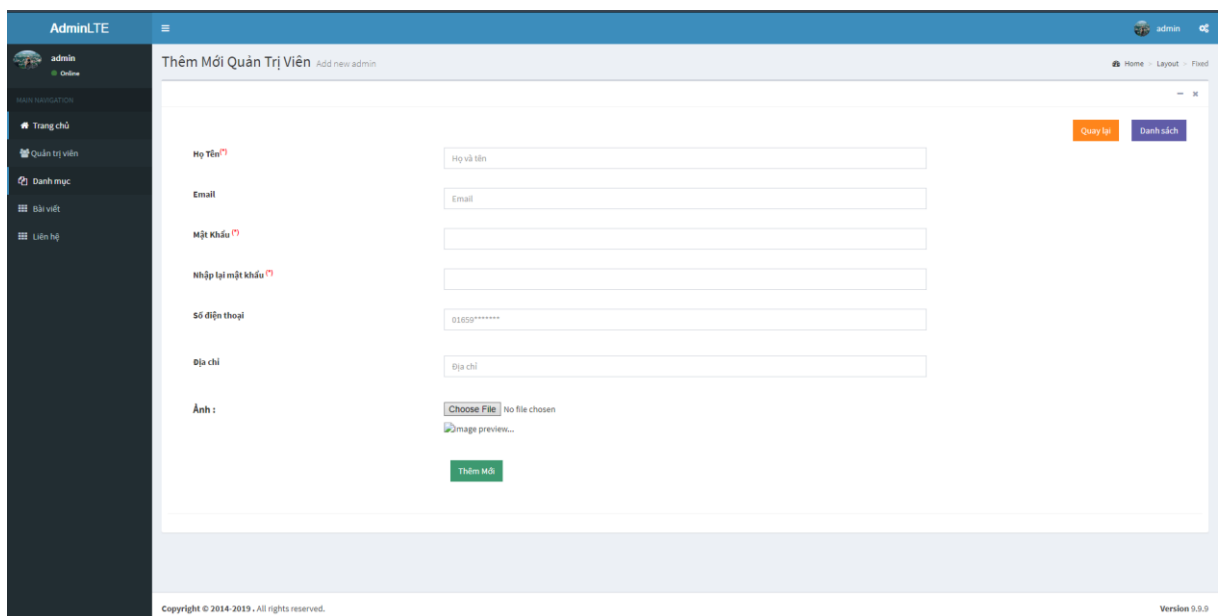 AdminLTE
admin
admin
Online
Thêm Mới Quản Trị Viên Add new admin
Home > Layout > Fixed
MAIN NAVIGATION
Trang chủ
Quản trị viên
Danh mục
Bài viết
Liên hệ
Quay lại
Danh sách
Họ Tên(*)
Họ và tên
Email
Email
Mật Khẩu (*)
Nhập lại mật khẩu (*)
Số điện thoại
01659*******
Địa chỉ
Địa chỉ
Ảnh :
Choose File No file chosen
Image preview...
Thêm Mới
Copyright © 2014-2019 . All rights reserved.
Version 9.9.9